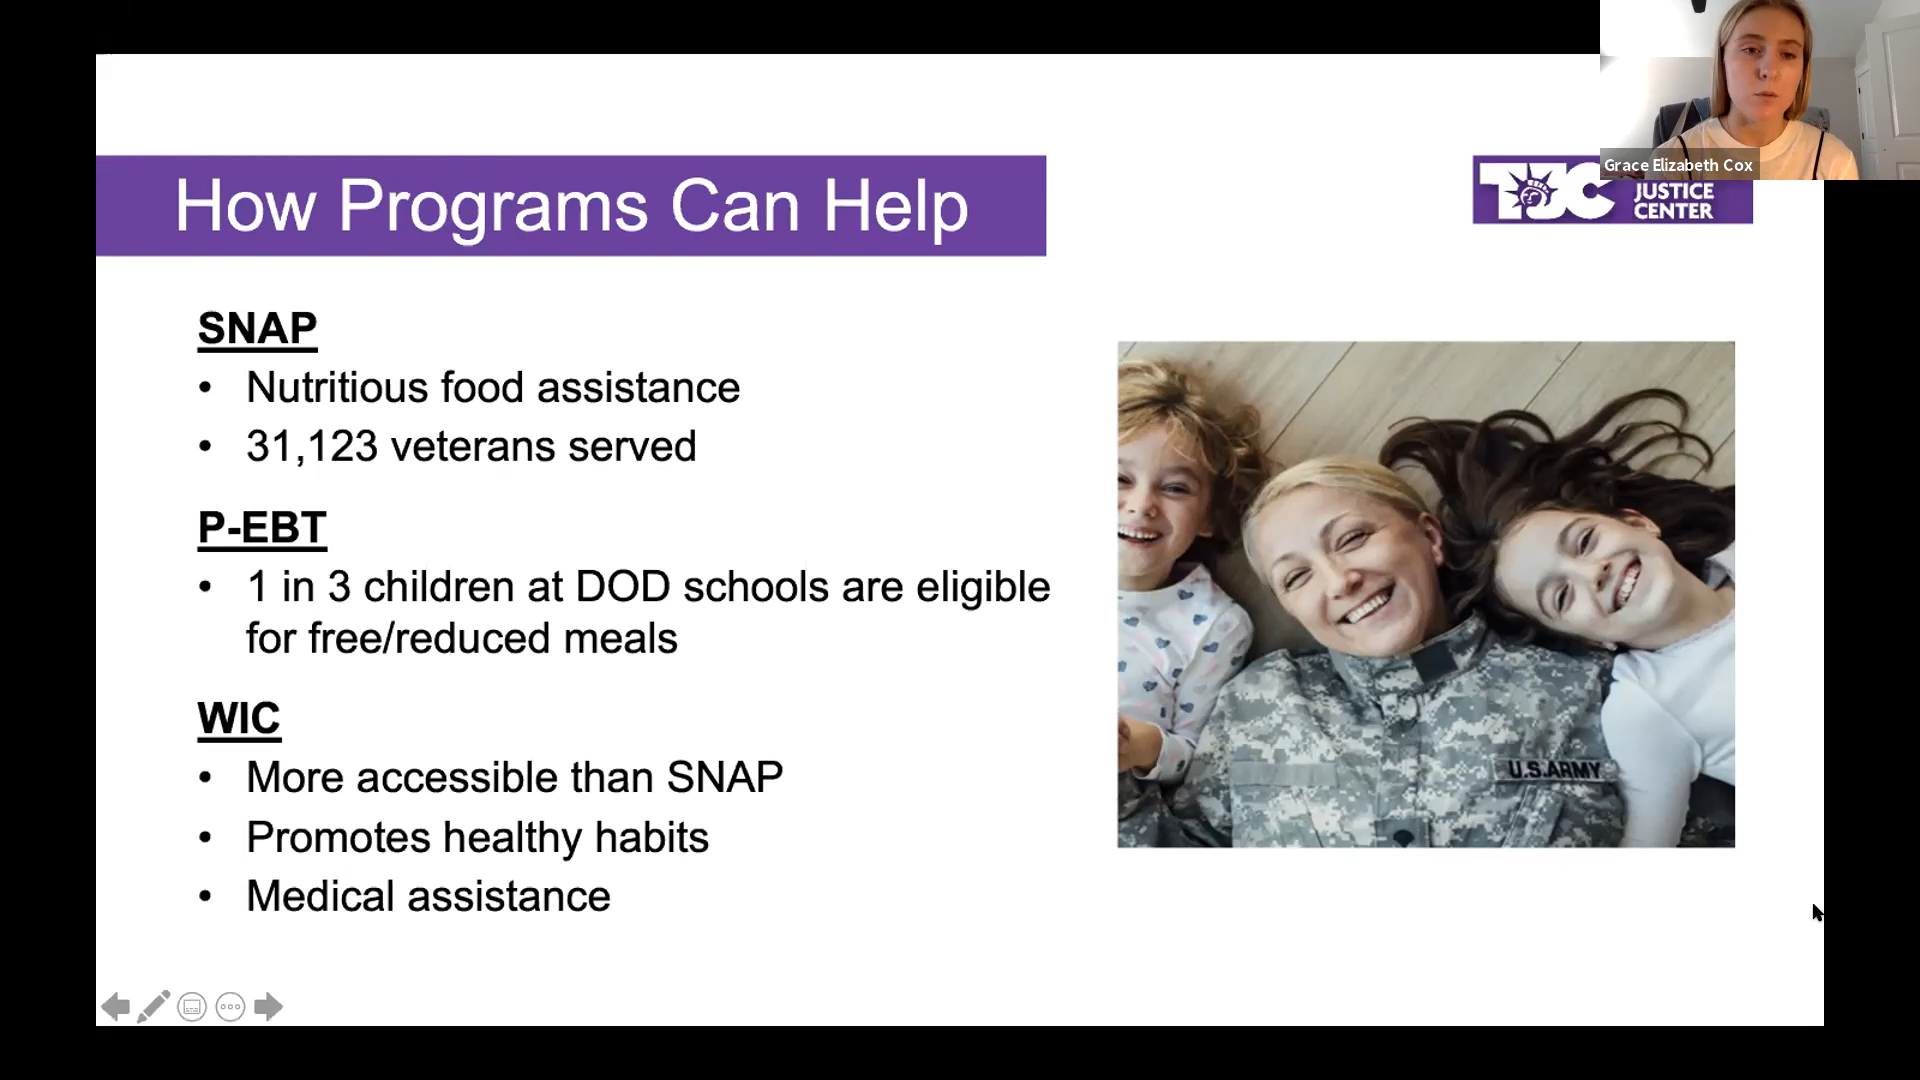 Grace Elizabeth Cox
How Programs Can Help
TJC
JUSTICE
CENTER
SNAP
• Nutritious food assistance
• 31,123 veterans served
P-EBT
• 1 in 3 children at DOD schools are eligible
for free/reduced meals
WIC
• More accessible than SNAP
• Promotes healthy habits
• Medical assistance
U.S.ARMY